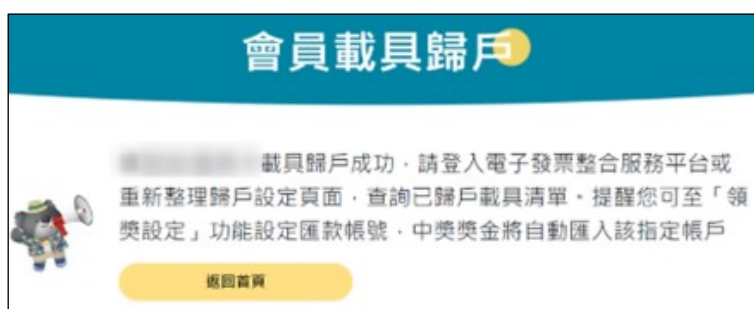 會員載具歸戶
載具歸戶成功，請登入電子發票整合服務平台或
重新整理歸戶設定頁面，查詢已歸戶載具清單。提醒您可至「領
獎設定」功能設定匯款帳號，中獎獎金將自動匯入該指定帳戶
返回首頁